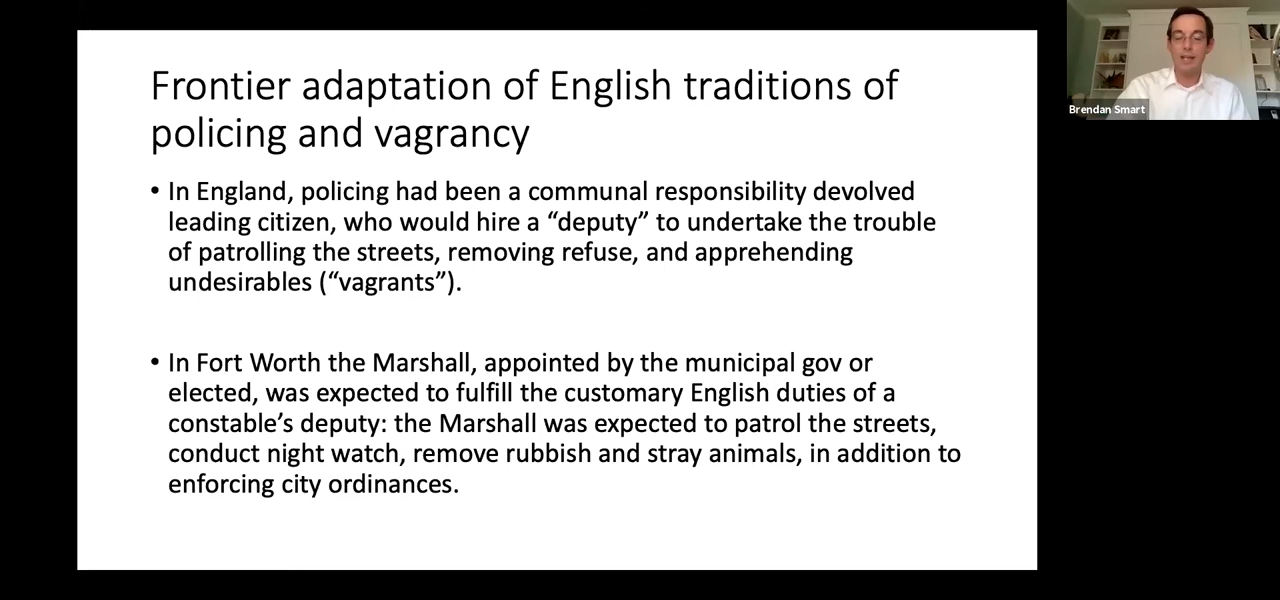 Frontier adaptation of English traditions of
policing and vagrancy
• In England, policing had been a communal responsibility devolved
leading citizen, who would hire a “deputy” to undertake the trouble
of patrolling the streets, removing refuse, and apprehending
undesirables (“vagrants”).
• In Fort Worth the Marshall, appointed by the municipal gov or
elected, was expected to fulfill the customary English duties of a
constable’s deputy: the Marshall was expected to patrol the streets,
conduct night watch, remove rubbish and stray animals, in addition to
enforcing city ordinances.
Brendan Smart